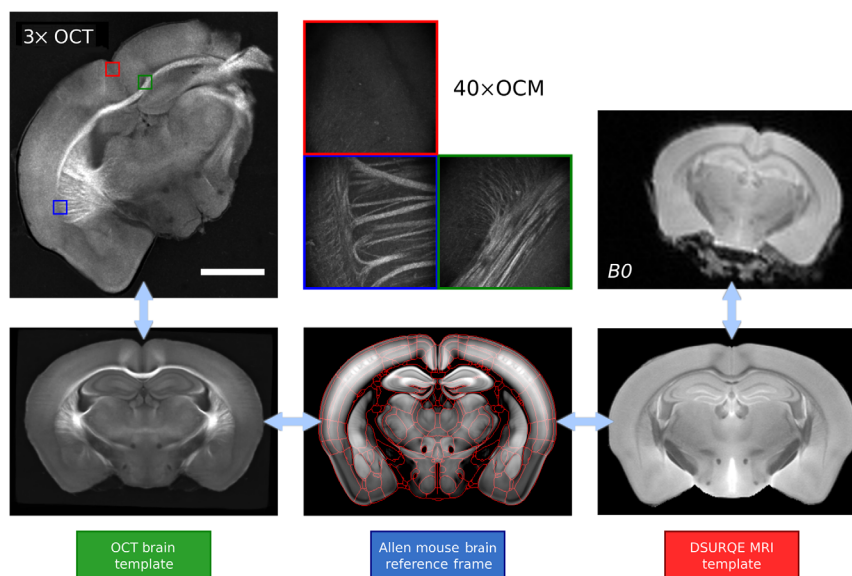 3× OCT
40×OCM
B0
OCT brain
template
Allen mouse brain
reference frame
DSURQE MRI
template